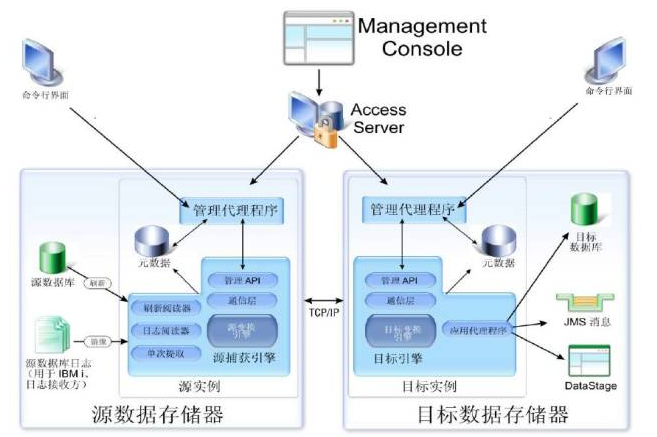 Management
Console
命令行界面
命令行界面
Access
Server
管理代理程序
管理代理程序
源数据库
刷新
元数据
管理 API
通信层
刷新阅读器
日志阅读器
单次提取
源变换
引擎
源捕获引擎
镜像
源数据库日志
（用于 IBM i、
日志接收方）
源实例
源数据存储器
TCP/IP
元数据
管理 API
通信层
目标变换
引擎
应用代理程序
目标引擎
目标实例
目标数据存储器
目标
数据库
JMS 消息
DataStage